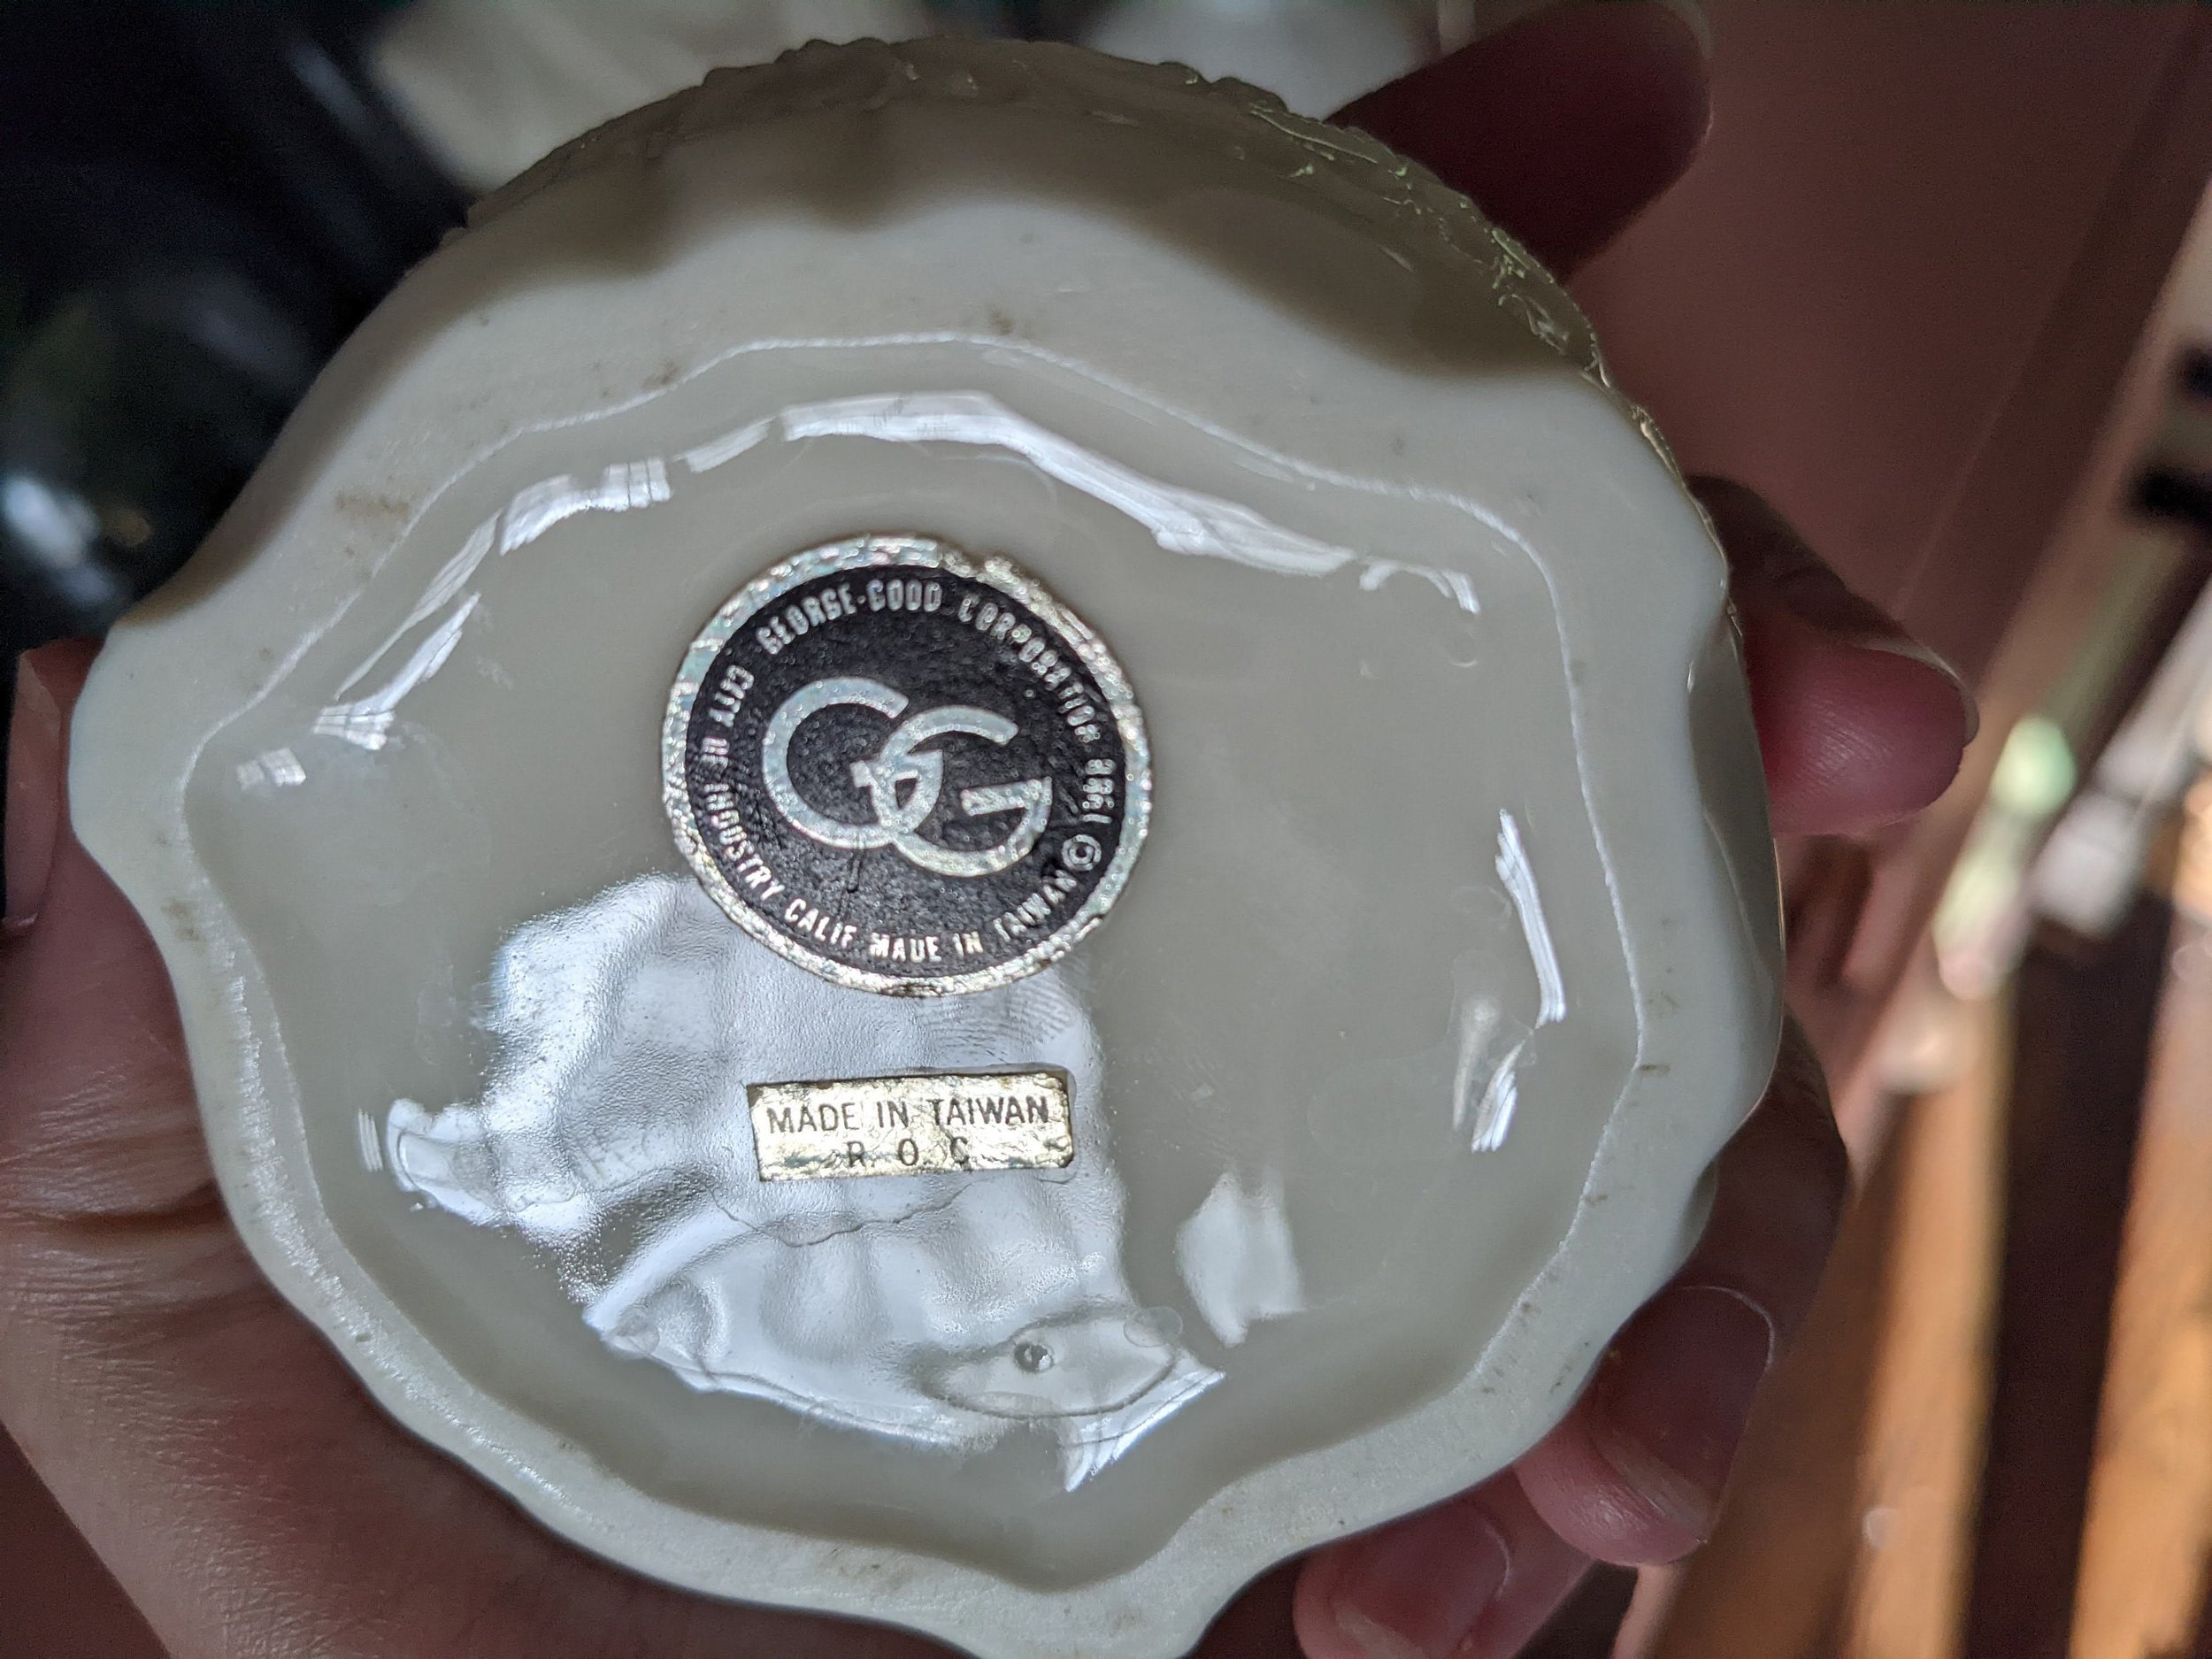 GEORGE-GOOD CORPORATION
© MADE IN TAIWAN
CITY OF INDUSTRY CALIF
GG
MADE IN TAIWAN
R O C